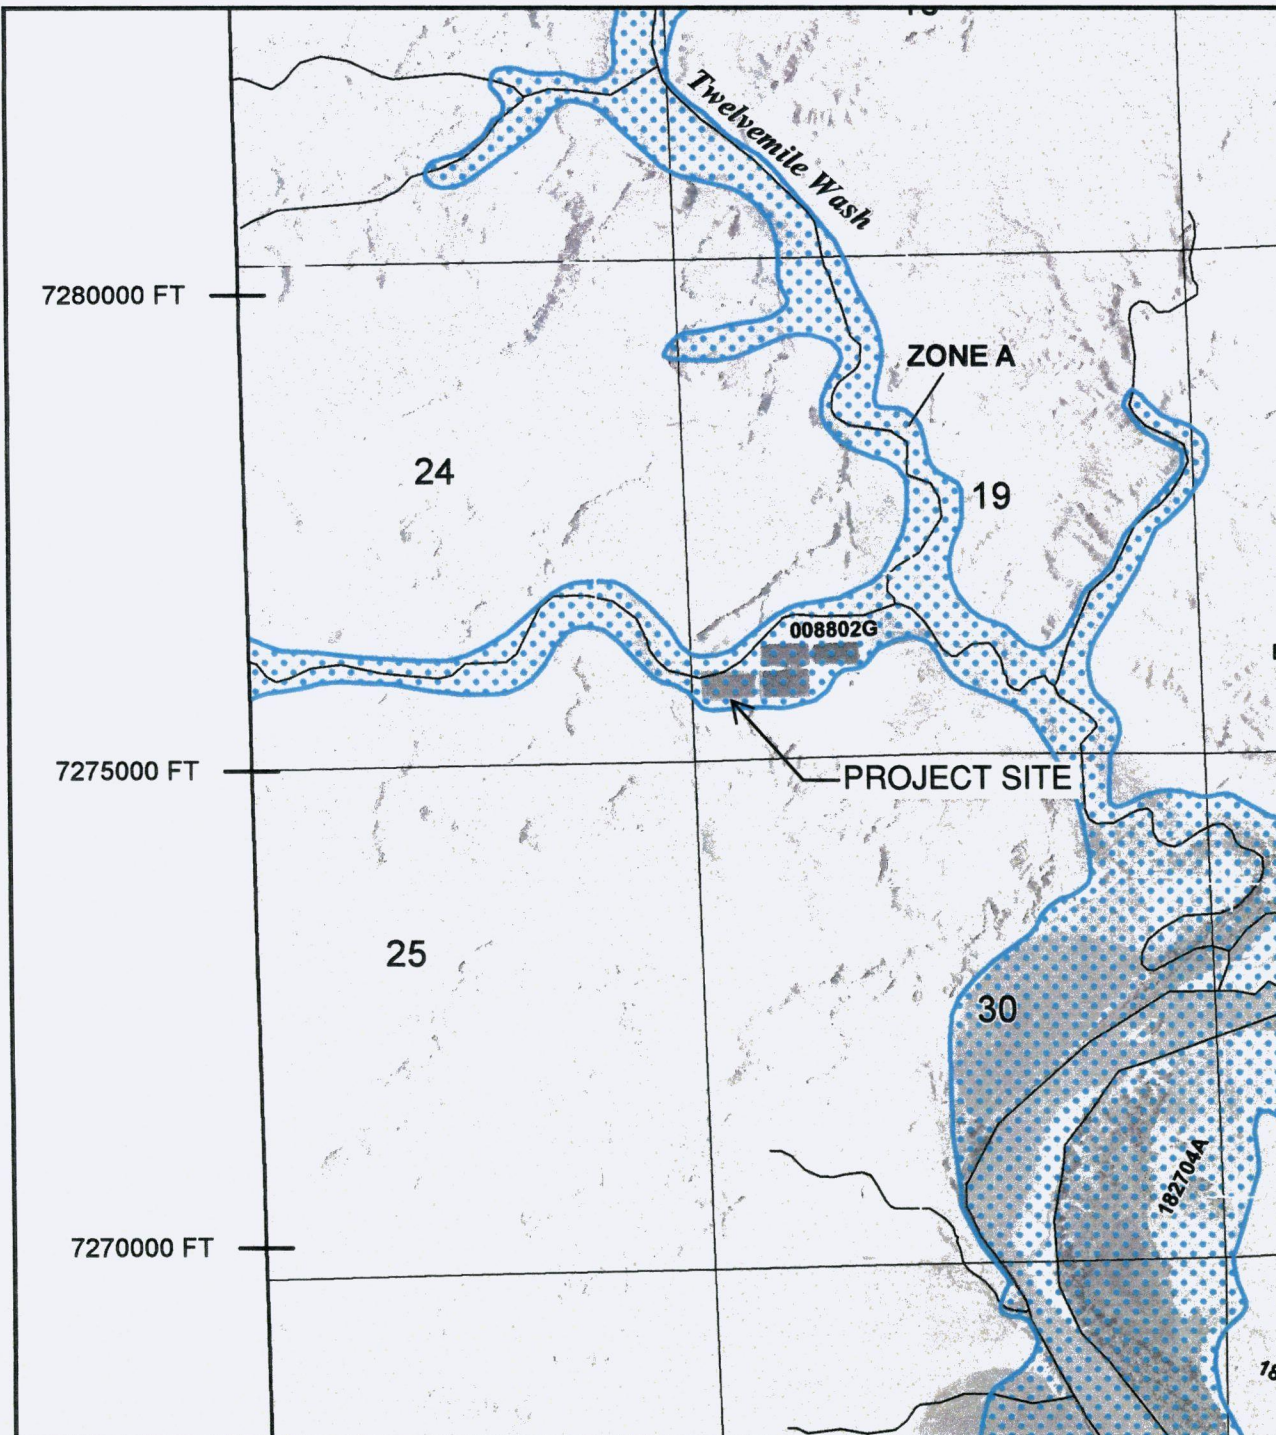 Twelvemile Wash
7280000 FT
ZONE A
24
19
008802G
7275000 FT
PROJECT SITE
25
30
182704A
7270000 FT